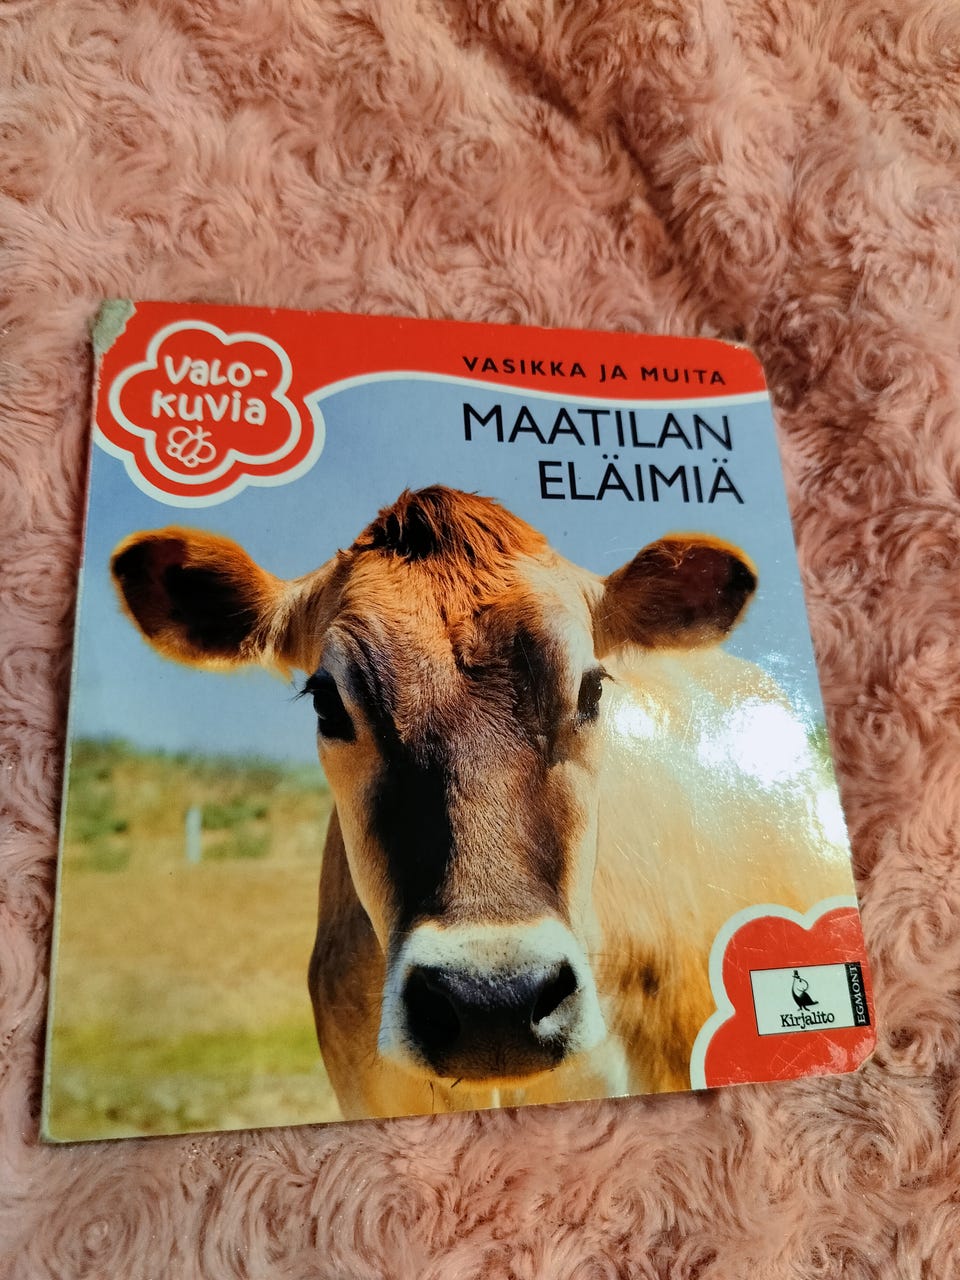 VALO-
KUVIA
VASIKKA JA MUITA
MAATILAN
ELÄIMIÄ
Kirjalito
EGMONT